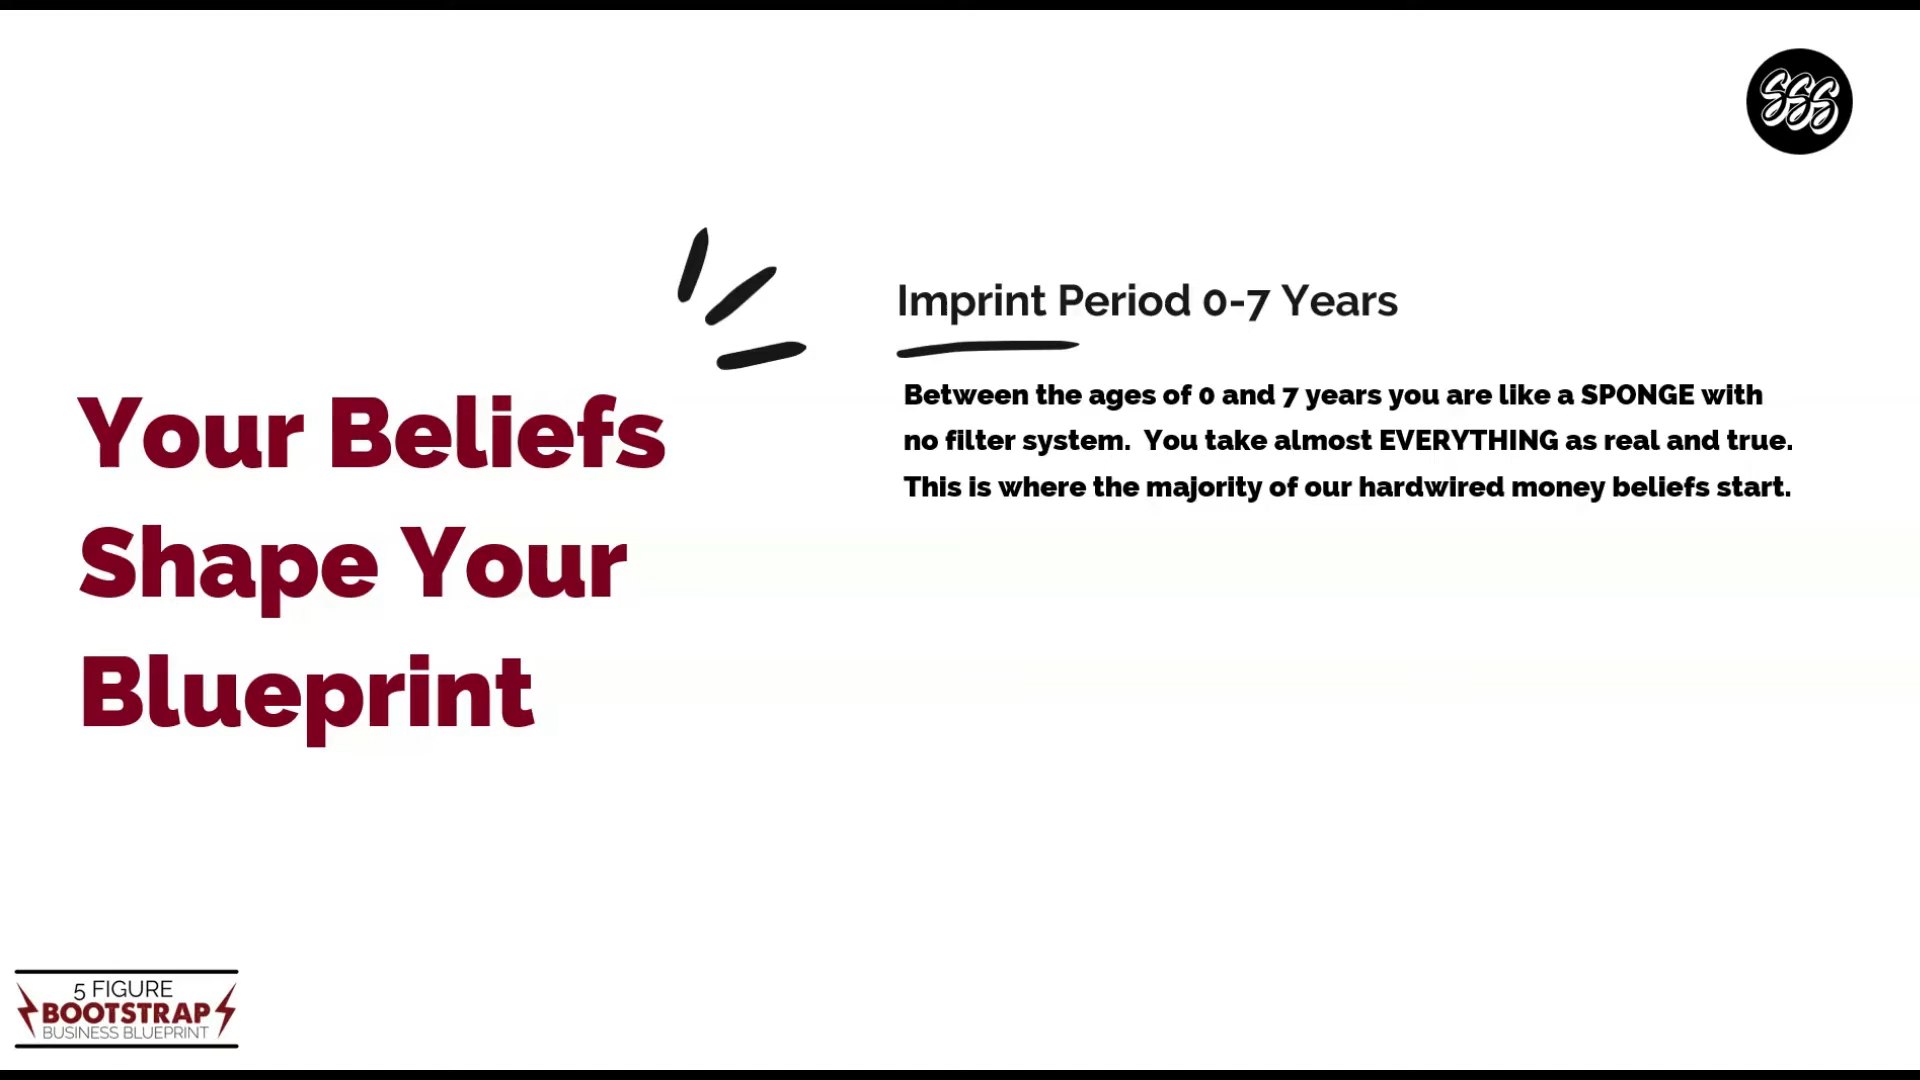 SSS
Imprint Period 0-7 Years
Your Beliefs
Shape Your
Blueprint
Between the ages of 0 and 7 years you are like a SPONGE with
no filter system.  You take almost EVERYTHING as real and true.
This is where the majority of our hardwired money beliefs start.
5 FIGURE
BOOTSTRAP
BUSINESS BLUEPRINT